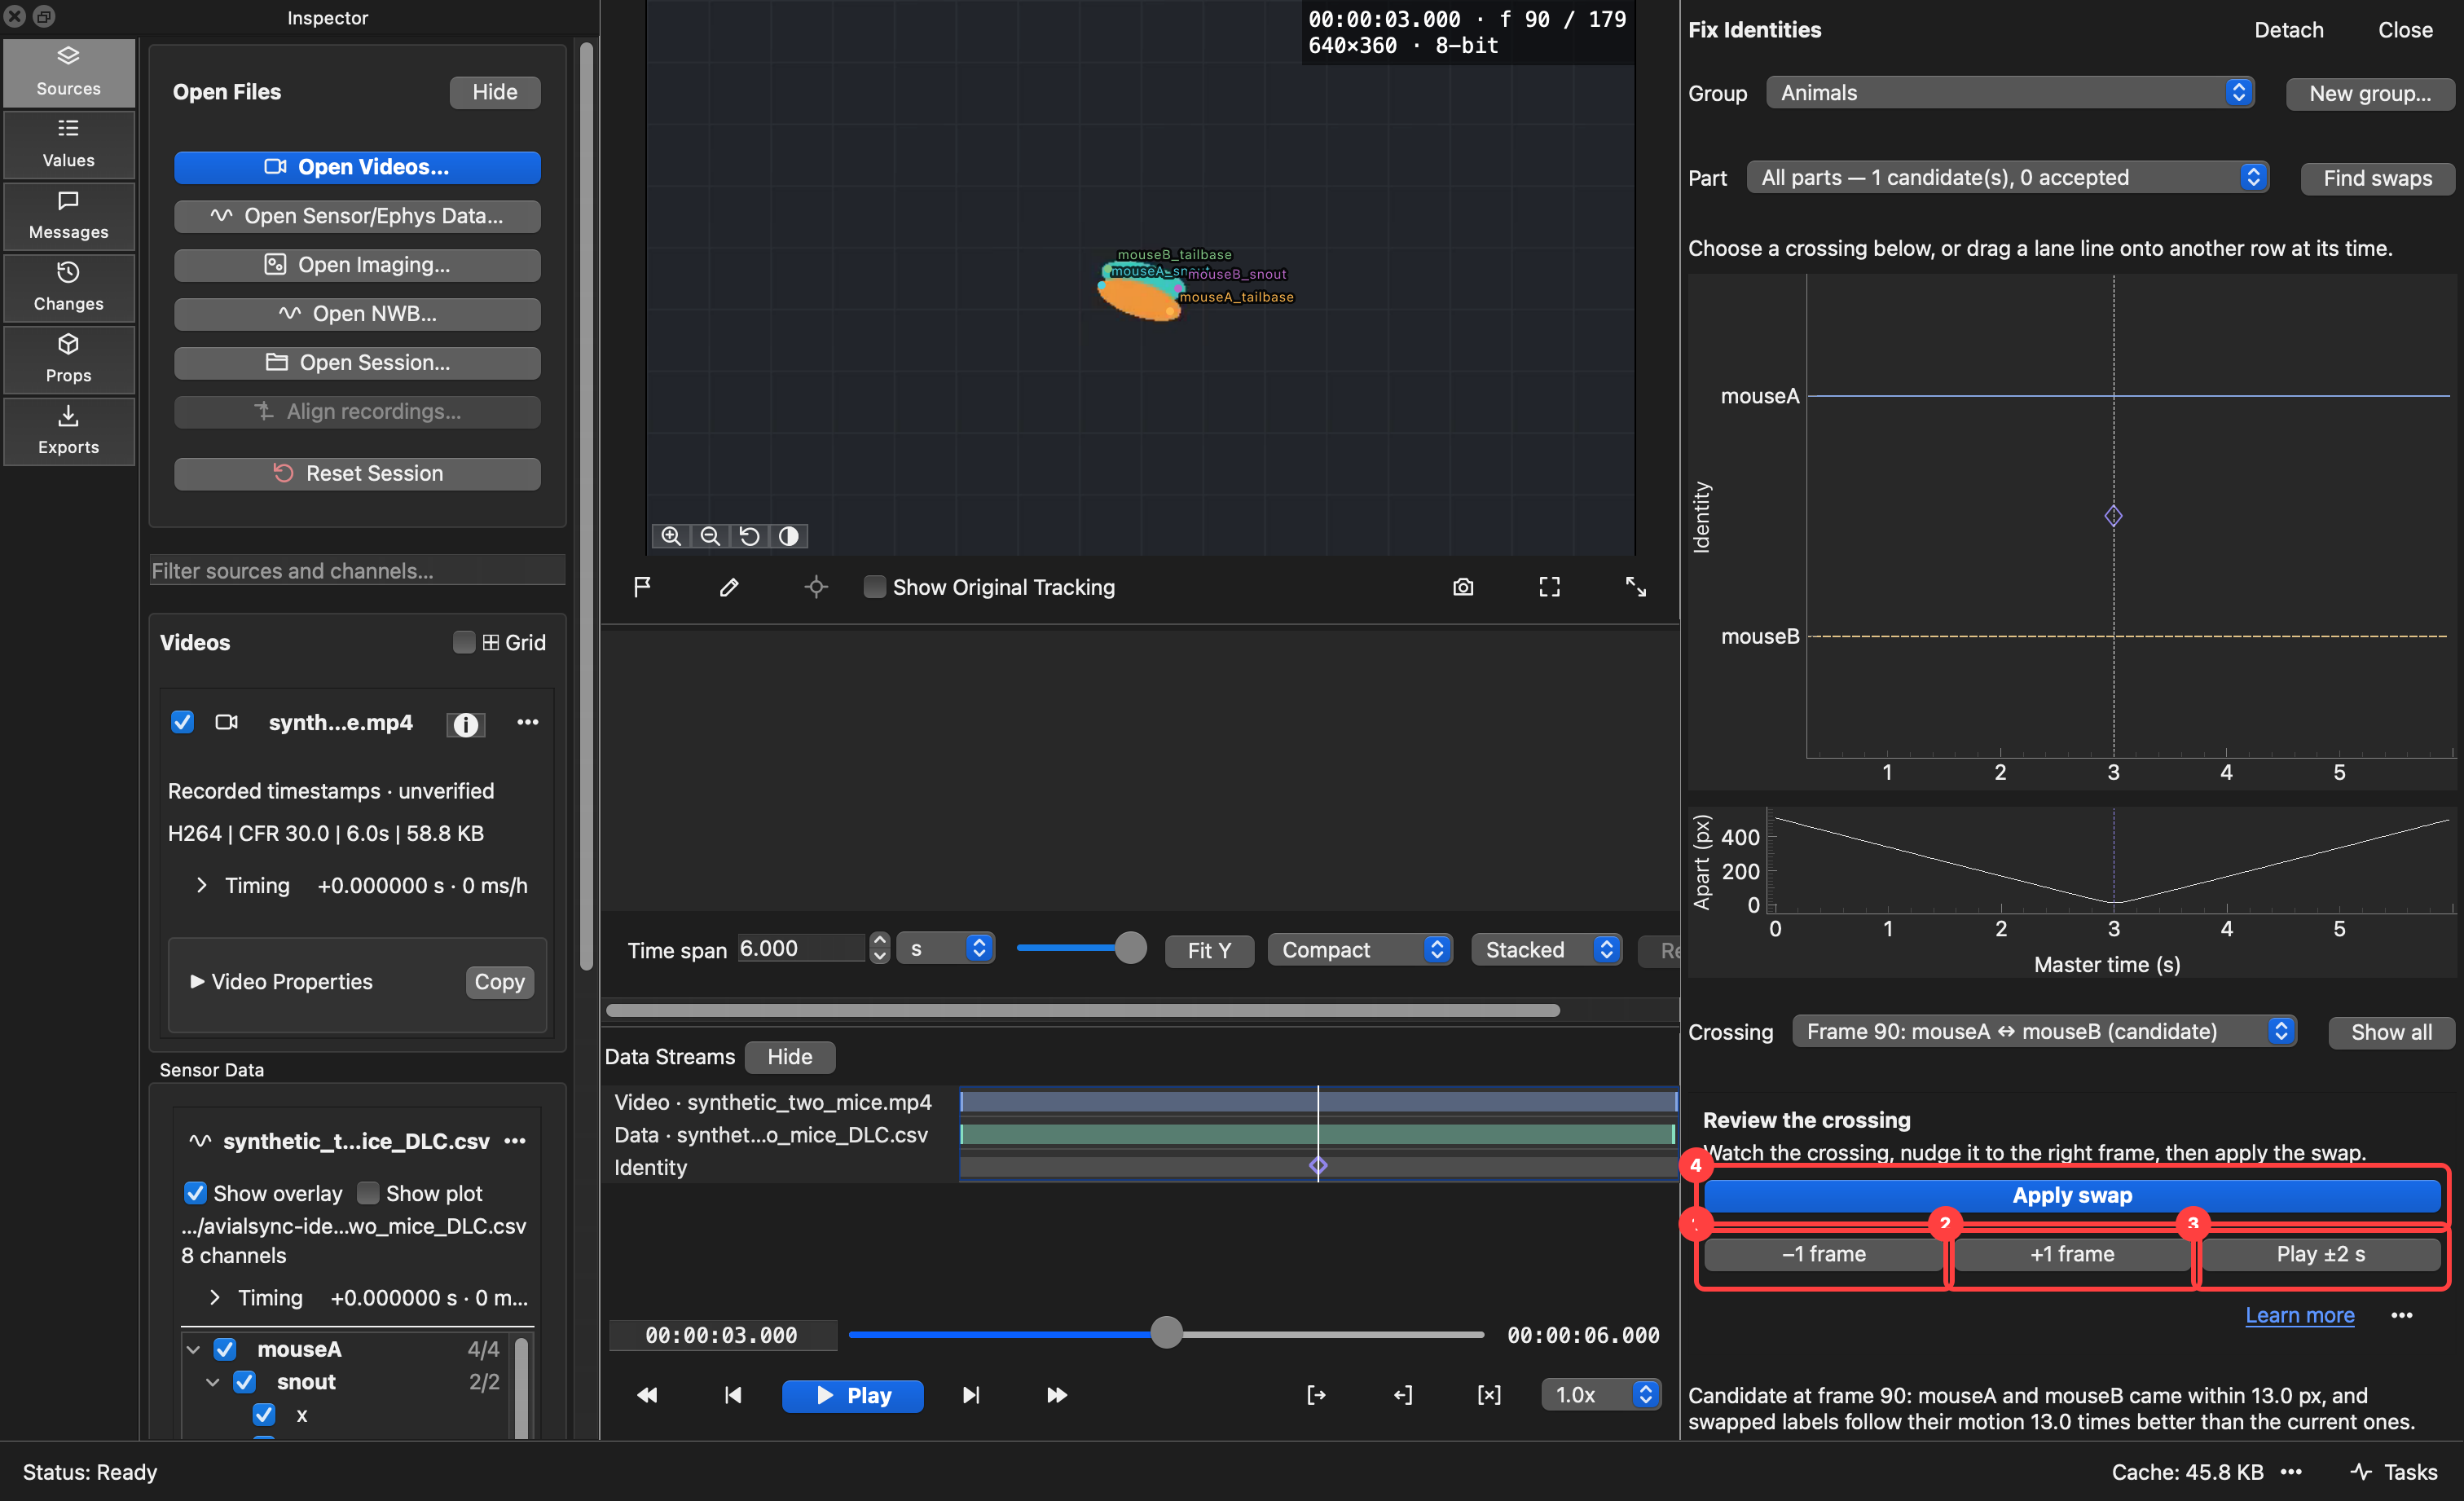 Inspector
Sources
Values
Messages
Changes
Props
Exports
Open Files
Hide
Open Videos...
Open Sensor/Ephys Data...
Open Imaging...
Open NWB...
Open Session...
Align recordings...
Reset Session
Filter sources and channels...
Videos
Grid
synth...e.mp4
Recorded timestamps · unverified
H264 | CFR 30.0 | 6.0s | 58.8 KB
Timing +0.000000 s · 0 ms/h
Video Properties
Copy
Sensor Data
synthetic_t...ice_DLC.csv
Show overlay Show plot
.../avialsync-ide...wo_mice_DLC.csv
8 channels
Timing +0.000000 s · 0 m...
mouseA 4/4
snout 2/2
x
00:00:03.000 · f 90 / 179
640×360 · 8-bit
mouseB_tailbase
mouseA_snout
mouseB_snout
mouseA_tailbase
Show Original Tracking
Time span 6.000 s Fit Y Compact Stacked Re
Data Streams Hide
Video · synthetic_two_mice.mp4
Data · synthet...o_mice_DLC.csv
Identity
00:00:03.000
00:00:06.000
Play
1.0x
Fix Identities
Detach Close
Group Animals New group...
Part All parts — 1 candidate(s), 0 accepted Find swaps
Choose a crossing below, or drag a lane line onto another row at its time.
mouseA
Identity
mouseB
1 2 3 4 5
Apart (px)
400
200
0
0 1 2 3 4 5
Master time (s)
Crossing Frame 90: mouseA ↔ mouseB (candidate) Show all
Review the crossing
Watch the crossing, nudge it to the right frame, then apply the swap.
4
Apply swap
2
3
−1 frame +1 frame Play ±2 s
Learn more
Candidate at frame 90: mouseA and mouseB came within 13.0 px, and
swapped labels follow their motion 13.0 times better than the current ones.
Status: Ready
Cache: 45.8 KB
Tasks